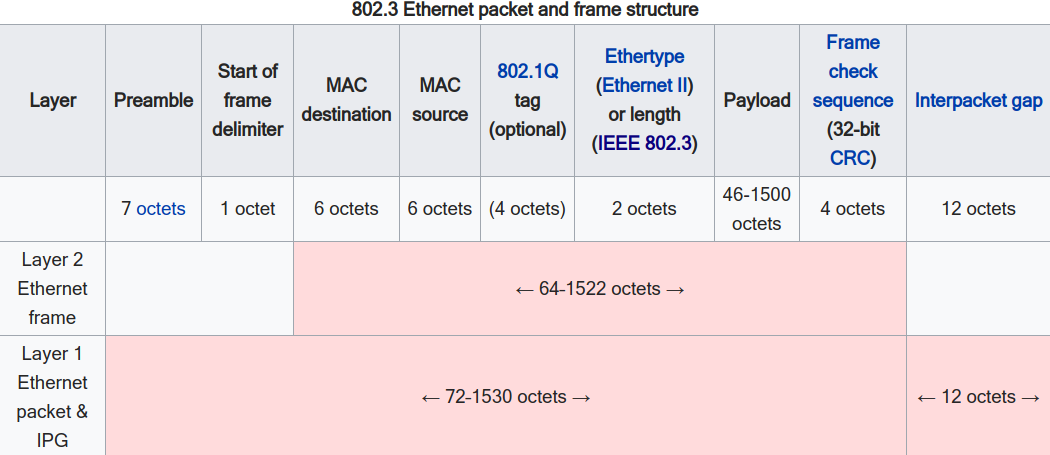 802.3 Ethernet packet and frame structure
Layer
Preamble
Start of
frame
delimiter
MAC
destination
MAC
source
802.1Q
tag
(optional)
Ethertype
(Ethernet II)
or length
(IEEE 802.3)
Payload
Frame
check
sequence
(32-bit
CRC)
Interpacket gap
7 octets
1 octet
6 octets
6 octets
(4 octets)
2 octets
46-1500
octets
4 octets
12 octets
Layer 2
Ethernet
frame
← 64-1522 octets →
Layer 1
Ethernet
packet &
IPG
← 72-1530 octets →
← 12 octets →